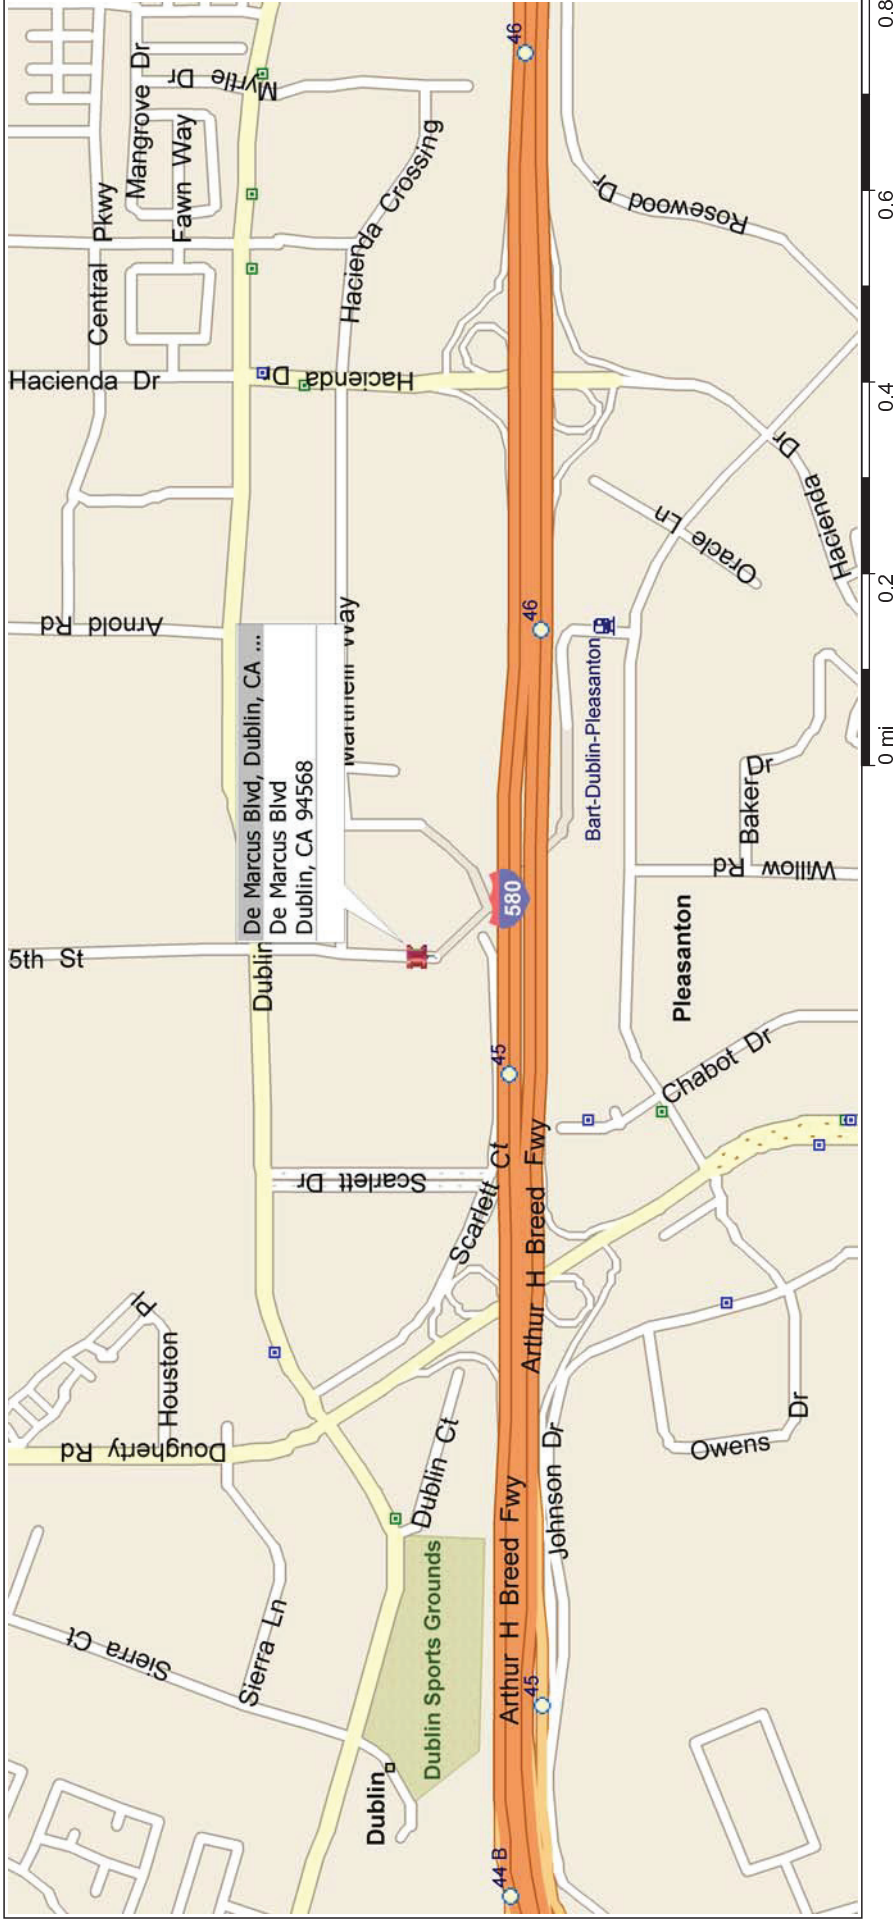 Central Pkwy
Mangrove Dr
Fawn Way
Myrtle Dr
Hacienda Dr
Hacienda Dr
Hacienda Crossing
46
Rosewood Dr
0.8
0.6
0.4
0.2
0 mi
Arnold Rd
De Marcus Blvd, Dublin, CA ...
De Marcus Blvd
Dublin, CA 94568
Martinelli Way
46
Bart-Dublin-Pleasanton
Oracle Ln
Hacienda Dr
Baker Dr
Willow Rd
5th St
Dublin
580
Pleasanton
45
Chabot Dr
Scarlett Dr
Scarlett Ct
Arthur H Breed Fwy
Houston Pl
Dougherty Rd
Dublin Ct
Johnson Dr
Owens Dr
Sierra Ct
Sierra Ln
Dublin Sports Grounds
Arthur H Breed Fwy
45
Dublin
44 B